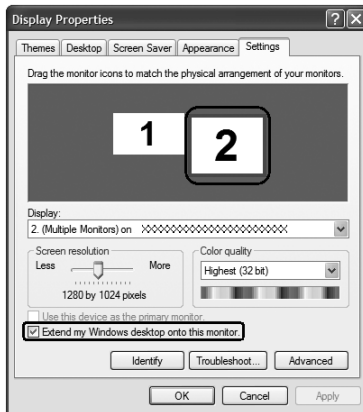 Display Properties
Themes Desktop Screen Saver Appearance Settings
Drag the monitor icons to match the physical arrangement of your monitors.
1 2
Display:
2. (Multiple Monitors) on XXXXXXXXXXXXXXXXXXXXXXXX
Screen resolution Color quality
Less More Highest (32 bit)
1280 by 1024 pixels
Use this device as the primary monitor.
Extend my Windows desktop onto this monitor.
Identify Troubleshoot... Advanced
OK Cancel Apply